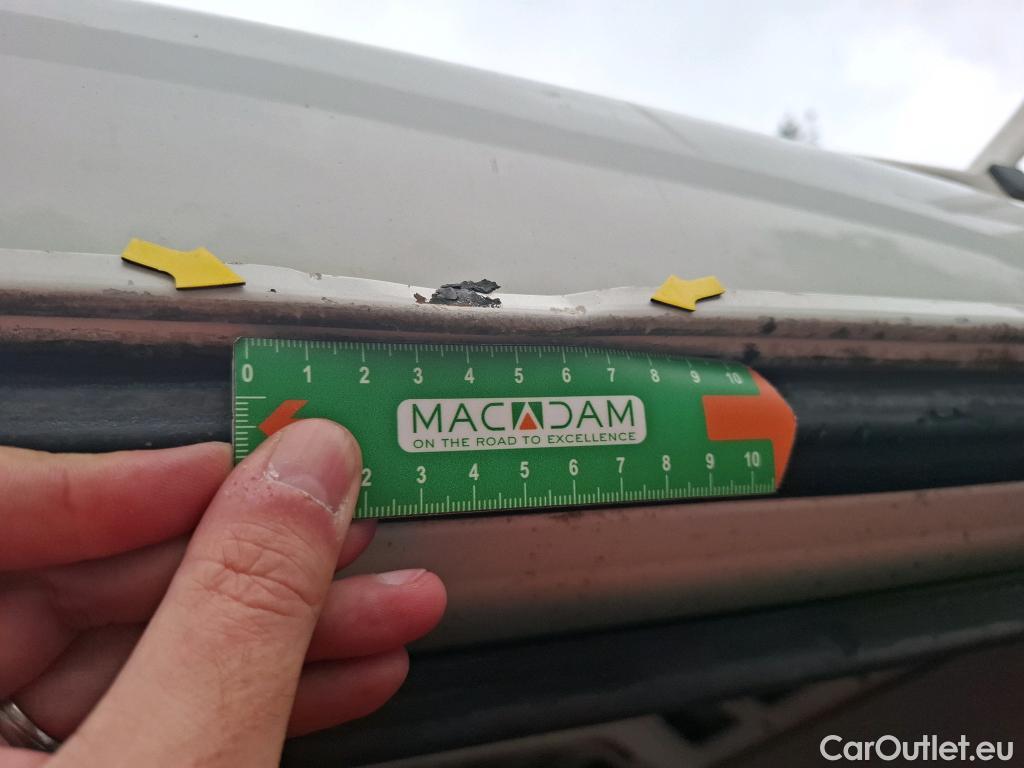 0 1 2 3 4 5 6 7 8 9 10
MACADAM
ON THE ROAD TO EXCELLENCE
2 3 4 5 6 7 8 9 10
CarOutlet.eu